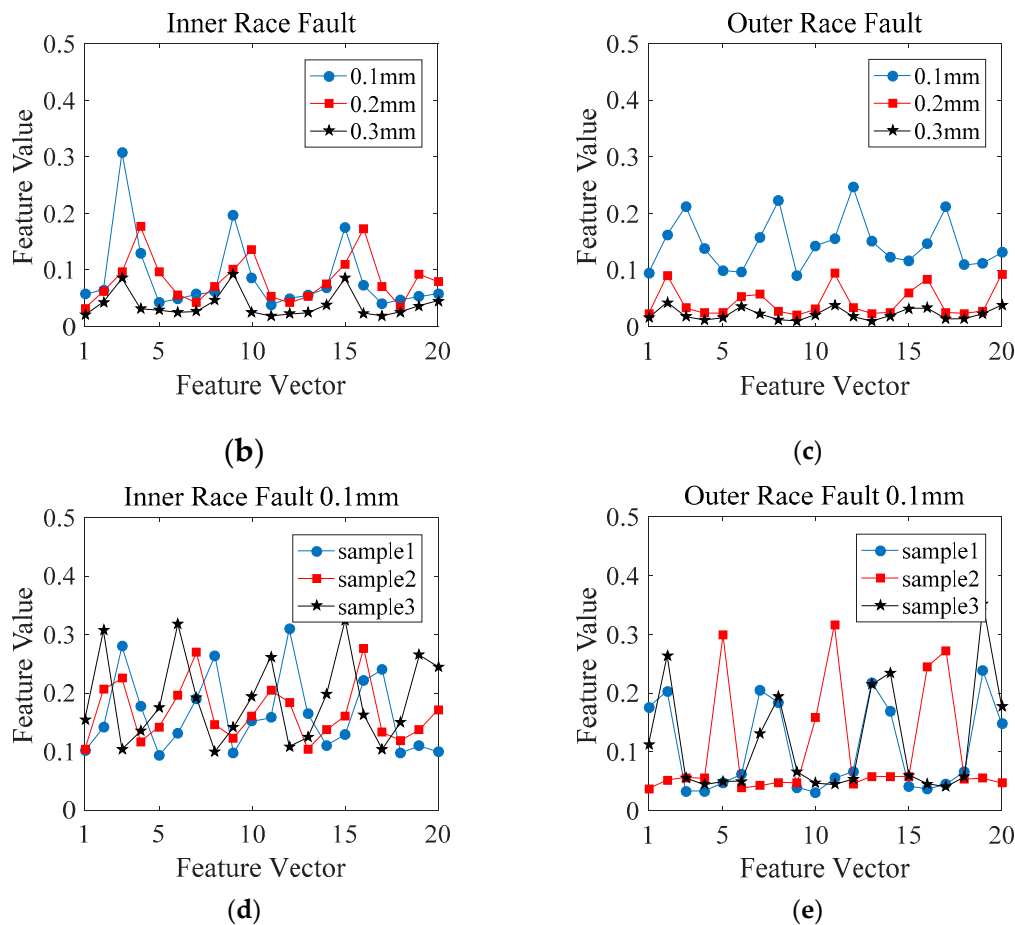 Inner Race Fault
0.5
0.4
0.3
0.2
0.1
0
Feature Value
0.1mm
0.2mm
0.3mm
1 5 10 15 20
Feature Vector
(b)
Outer Race Fault
0.5
0.4
0.3
0.2
0.1
0
Feature Value
0.1mm
0.2mm
0.3mm
1 5 10 15 20
Feature Vector
(c)
Inner Race Fault 0.1mm
0.5
0.4
0.3
0.2
0.1
0
Feature Value
sample1
sample2
sample3
1 5 10 15 20
Feature Vector
(d)
Outer Race Fault 0.1mm
0.5
0.4
0.3
0.2
0.1
0
Feature Value
sample1
sample2
sample3
1 5 10 15 20
Feature Vector
(e)